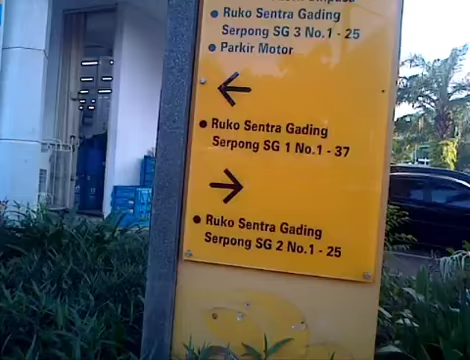 • Ruko Sentra Gading
Serpong SG 3 No.1 - 25
• Parkir Motor
←
• Ruko Sentra Gading
Serpong SG 1 No.1 - 37
→
• Ruko Sentra Gading
Serpong SG 2 No.1 - 25